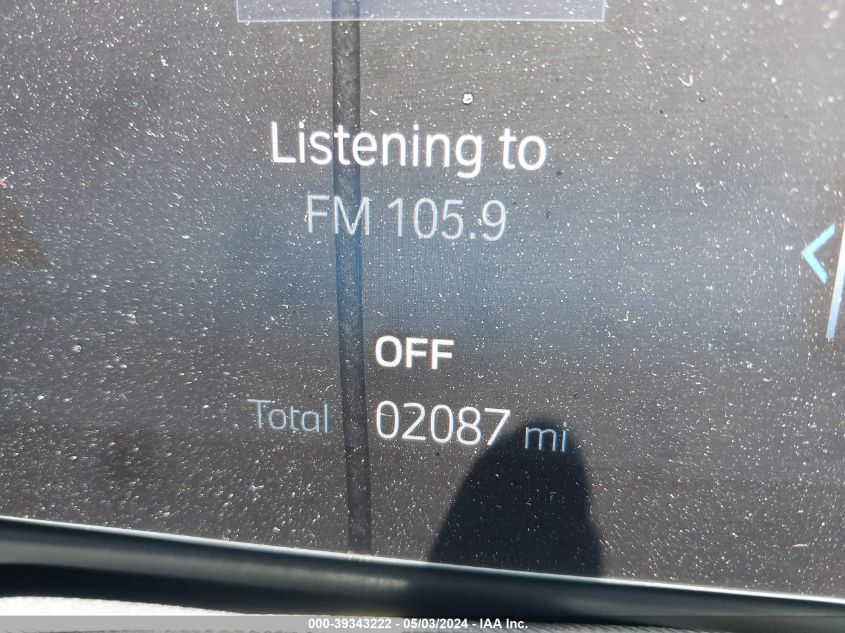 Listening to
FM 105.9
OFF
Total 02087 mi
000-39343222 - 05/03/2024 - IAA Inc.